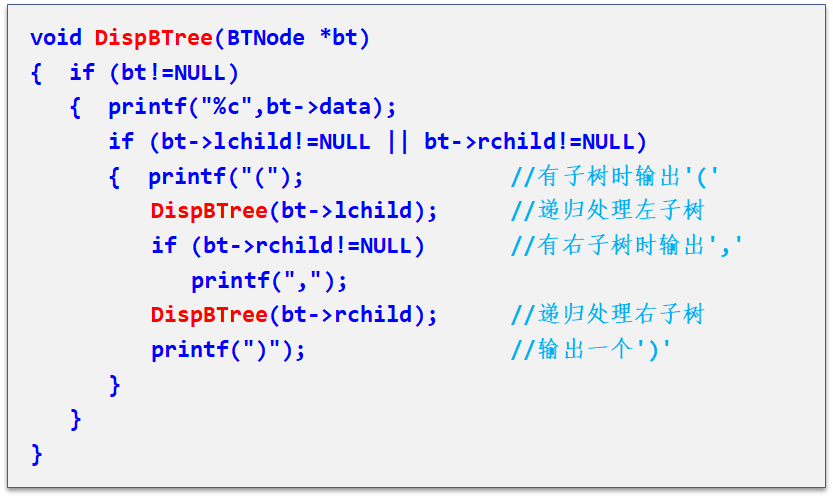 void DispBTree(BTNode *bt)
{  if (bt!=NULL)
   {  printf("%c",bt->data);
      if (bt->lchild!=NULL || bt->rchild!=NULL)
      {  printf("(");                //有子树时输出'('
         DispBTree(bt->lchild);      //递归处理左子树
         if (bt->rchild!=NULL)       //有右子树时输出','
            printf(",");
         DispBTree(bt->rchild);      //递归处理右子树
         printf(")");                //输出一个')'
      }
   }
}